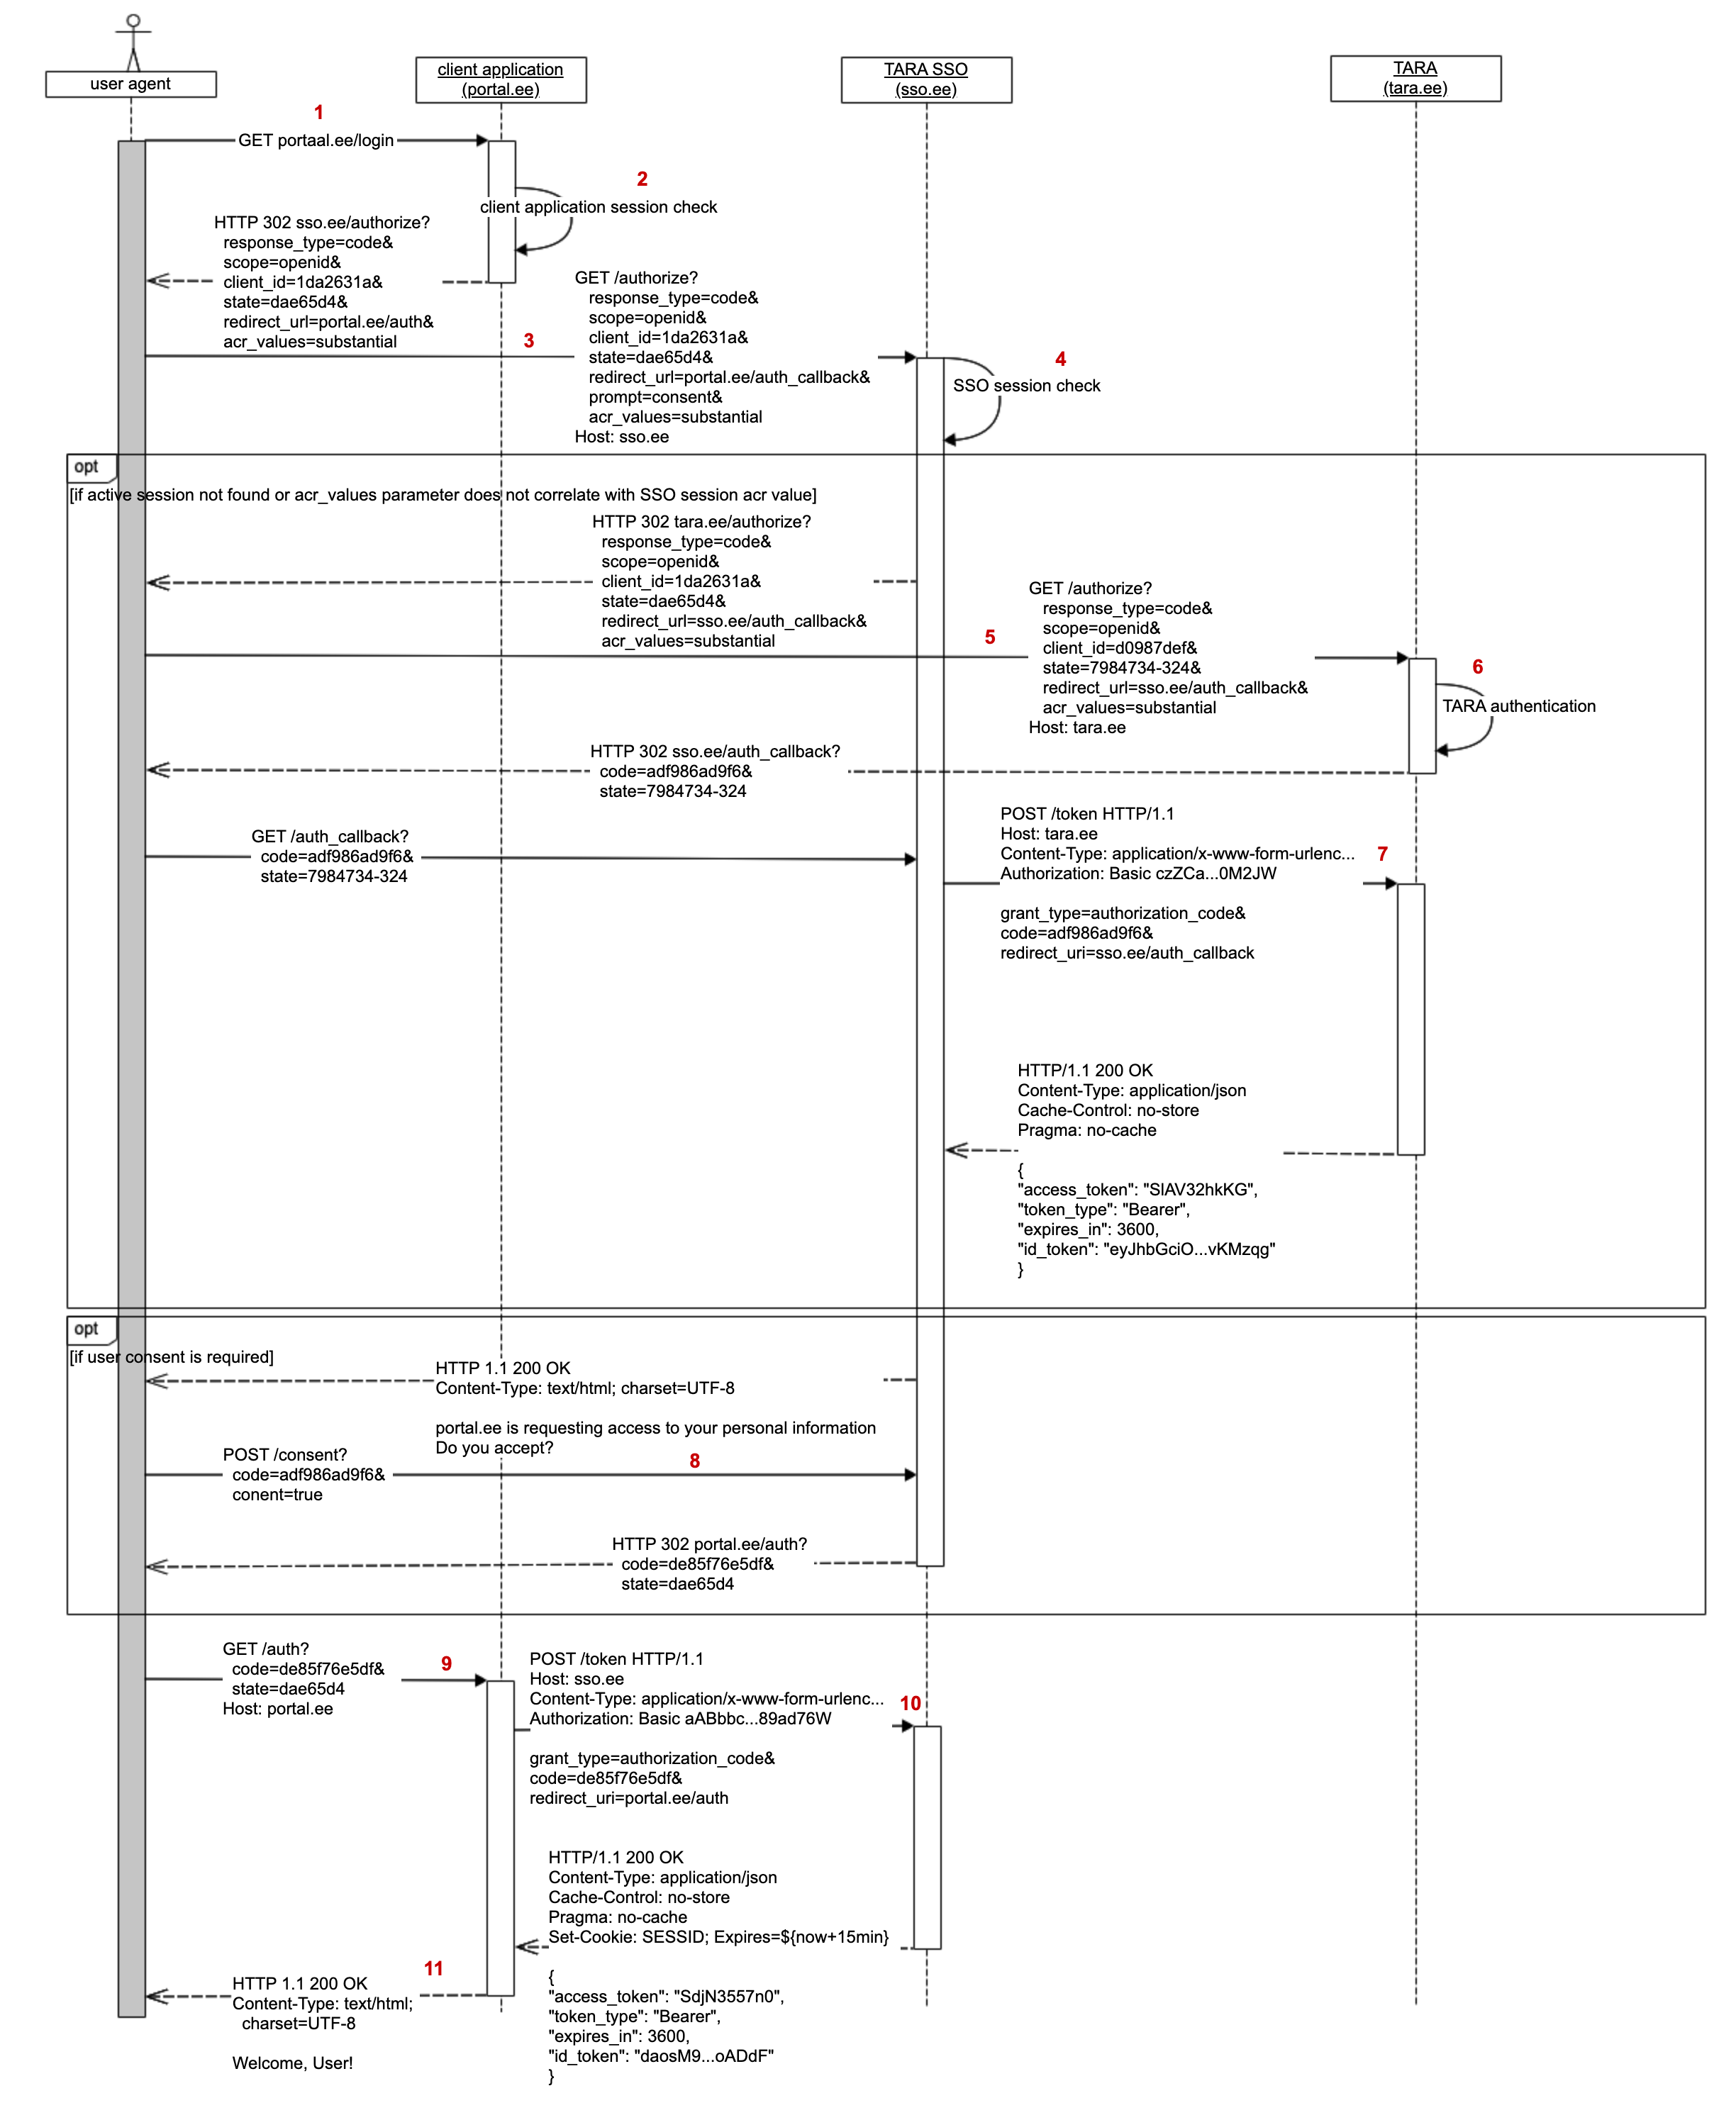 user agent
client application
(portal.ee)
TARA SSO
(sso.ee)
TARA
(tara.ee)
1
GET portaal.ee/login
2
client application session check
HTTP 302 sso.ee/authorize?
response_type=code&
scope=openid&
client_id=1da2631a&
state=dae65d4&
redirect_url=portal.ee/auth&
acr_values=substantial
3
GET /authorize?
response_type=code&
scope=openid&
client_id=1da2631a&
state=dae65d4&
redirect_url=portal.ee/auth_callback&
prompt=consent&
acr_values=substantial
Host: sso.ee
4
SSO session check
opt
[if active session not found or acr_values parameter does not correlate with SSO session acr value]
HTTP 302 tara.ee/authorize?
response_type=code&
scope=openid&
client_id=1da2631a&
state=dae65d4&
redirect_url=sso.ee/auth_callback&
acr_values=substantial
5
GET /authorize?
response_type=code&
scope=openid&
client_id=d0987def&
state=7984734-324&
redirect_url=sso.ee/auth_callback&
acr_values=substantial
Host: tara.ee
6
TARA authentication
HTTP 302 sso.ee/auth_callback?
code=adf986ad9f6&
state=7984734-324
GET /auth_callback?
code=adf986ad9f6&
state=7984734-324
POST /token HTTP/1.1
Host: tara.ee
Content-Type: application/x-www-form-urlenc...
Authorization: Basic czZCa...0M2JW
7
grant_type=authorization_code&
code=adf986ad9f6&
redirect_uri=sso.ee/auth_callback
HTTP/1.1 200 OK
Content-Type: application/json
Cache-Control: no-store
Pragma: no-cache
{
"access_token": "SlAV32hkKG",
"token_type": "Bearer",
"expires_in": 3600,
"id_token": "eyJhbGciO...vKMzqg"
}
opt
[if user consent is required]
HTTP 1.1 200 OK
Content-Type: text/html; charset=UTF-8
portal.ee is requesting access to your personal information
Do you accept?
POST /consent?
code=adf986ad9f6&
conent=true
8
HTTP 302 portal.ee/auth?
code=de85f76e5df&
state=dae65d4
GET /auth?
code=de85f76e5df&
state=dae65d4
Host: portal.ee
9
POST /token HTTP/1.1
Host: sso.ee
Content-Type: application/x-www-form-urlenc...
Authorization: Basic aABbbc...89ad76W
10
grant_type=authorization_code&
code=de85f76e5df&
redirect_uri=portal.ee/auth
HTTP/1.1 200 OK
Content-Type: application/json
Cache-Control: no-store
Pragma: no-cache
Set-Cookie: SESSID; Expires=${now+15min}
{
"access_token": "SdjN3557n0",
"token_type": "Bearer",
"expires_in": 3600,
"id_token": "daosM9...oADdF"
}
11
HTTP 1.1 200 OK
Content-Type: text/html;
charset=UTF-8
Welcome, User!